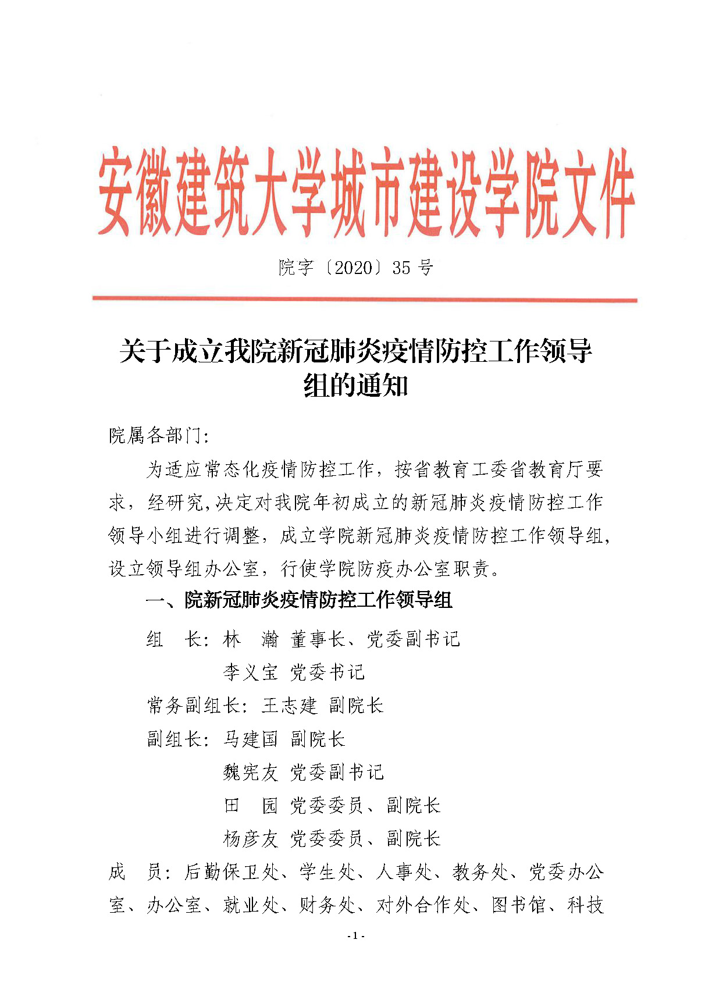 安徽建筑大学城市建设学院文件
院字〔2020〕35 号
关于成立我院新冠肺炎疫情防控工作领导
组的通知
院属各部门：
为适应常态化疫情防控工作，按省教育工委省教育厅要
求，经研究,决定对我院年初成立的新冠肺炎疫情防控工作
领导小组进行调整，成立学院新冠肺炎疫情防控工作领导组，
设立领导组办公室，行使学院防疫办公室职责。
一、院新冠肺炎疫情防控工作领导组
组　长：林　瀚 董事长、党委副书记
李义宝 党委书记
常务副组长：王志建 副院长
副组长：马建国 副院长
魏宪友 党委副书记
田　园 党委委员、副院长
杨彦友 党委委员、副院长
成　员：后勤保卫处、学生处、人事处、教务处、党委办公
室、办公室、就业处、财务处、对外合作处、图书馆、科技
- 1 -